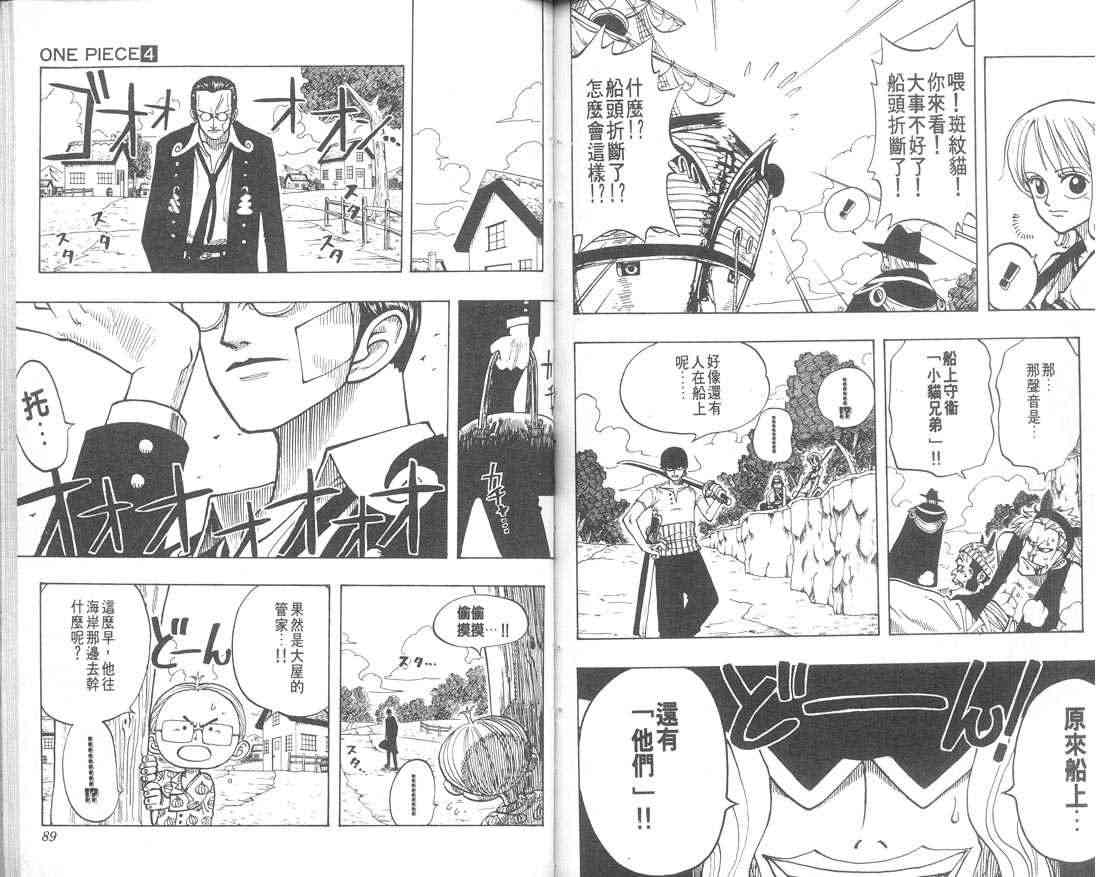 喂！斑紋貓！
你來看！
大事不好了！
船頭折斷了！
！
！
什麼！？
船頭折斷了！？
怎麼會這樣！？
那…
那聲音是…
船上守衛
「小貓兄弟」！！
………！？
………
好像還有
人在船上
呢……
原來船上…
どーん！
還有
「他們」！！
ONE PIECE 4
ゴオオオ
スタ
スタ
スタ
スタ
ガチャ…
托…
オオオオオオ
偷偷
摸摸…！！
スタ…
スタ…
………
果然是大屋的
管家…！！
どーん
這麼早，他往
海岸那邊去幹
什麼呢？
………！？
89